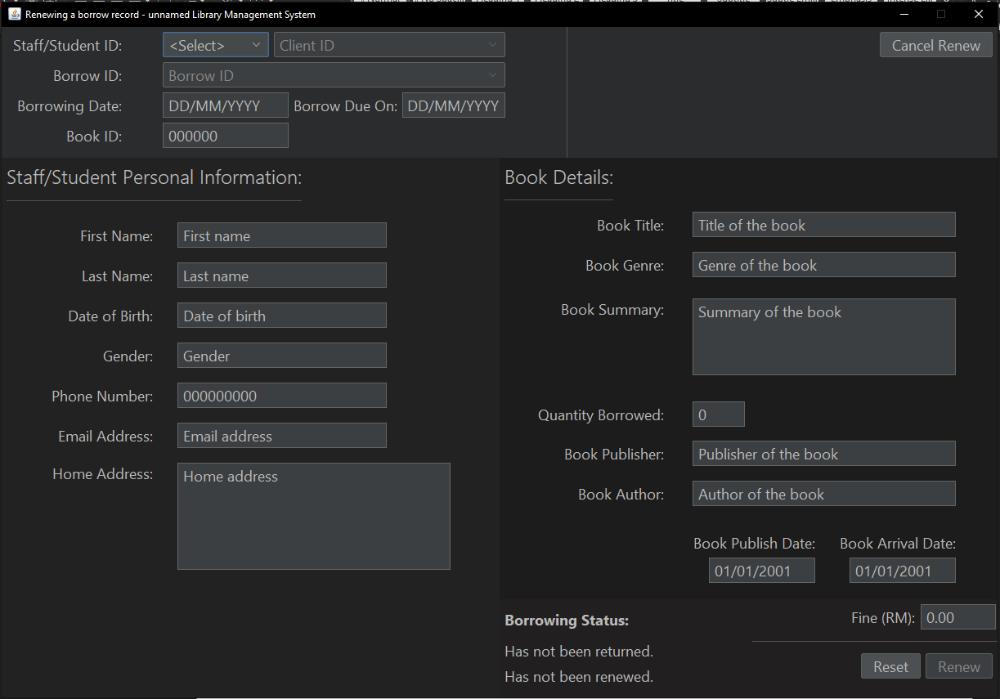 Renewing a borrow record - unnamed Library Management System
Staff/Student ID: <Select> Client ID Cancel Renew
Borrow ID: Borrow ID
Borrowing Date: DD/MM/YYYY Borrow Due On: DD/MM/YYYY
Book ID: 000000
Staff/Student Personal Information:
First Name: First name
Last Name: Last name
Date of Birth: Date of birth
Gender: Gender
Phone Number: 000000000
Email Address: Email address
Home Address: Home address
Book Details:
Book Title: Title of the book
Book Genre: Genre of the book
Book Summary: Summary of the book
Quantity Borrowed: 0
Book Publisher: Publisher of the book
Book Author: Author of the book
Book Publish Date: Book Arrival Date:
01/01/2001 01/01/2001
Borrowing Status: Fine (RM): 0.00
Has not been returned.
Has not been renewed.
Reset Renew